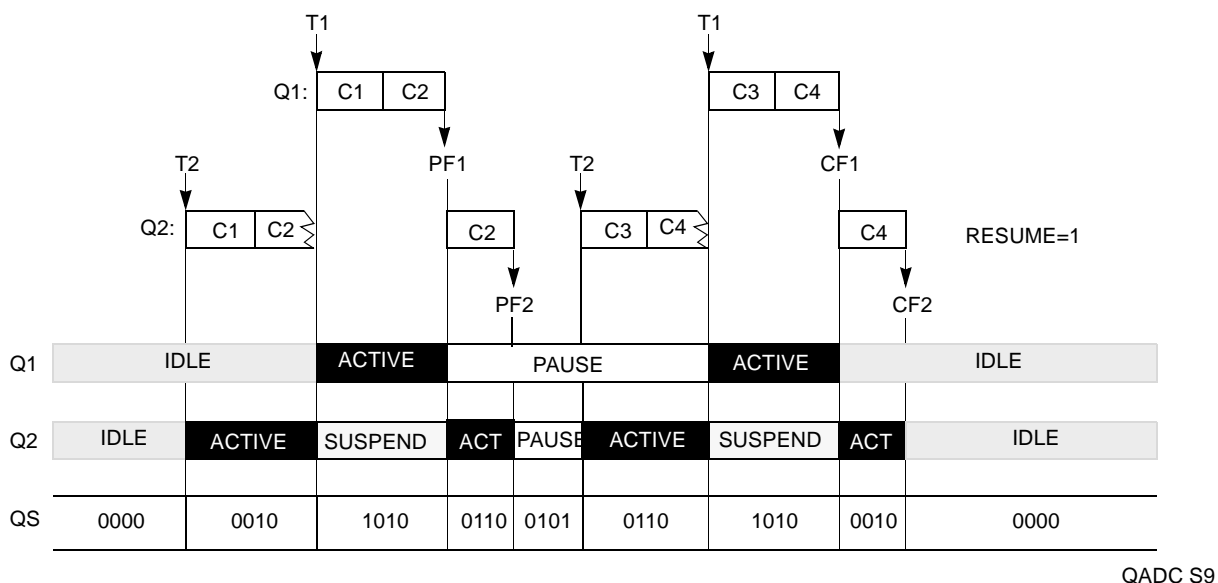 T1 T1
Q1: C1 C2 C3 C4
T2 PF1 T2 CF1
Q2: C1 C2 C2 C3 C4 C4 RESUME=1
PF2 CF2
Q1 IDLE ACTIVE PAUSE ACTIVE IDLE
Q2 IDLE ACTIVE SUSPEND ACT PAUSE ACTIVE SUSPEND ACT IDLE
QS 0000 0010 1010 0110 0101 0110 1010 0010 0000
QADC S9